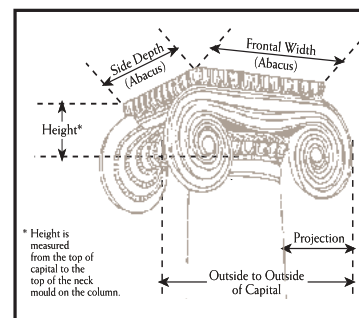 Side Depth
(Abacus)
Frontal Width
(Abacus)
Height*
* Height is
measured
from the top of
capital to the
top of the neck
mould on the column.
Projection
Outside to Outside
of Capital